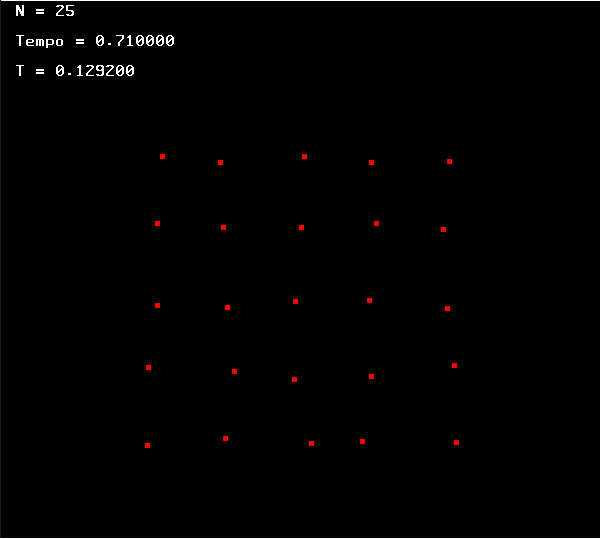 N = 25
Tempo = 0.710000
T = 0.129200